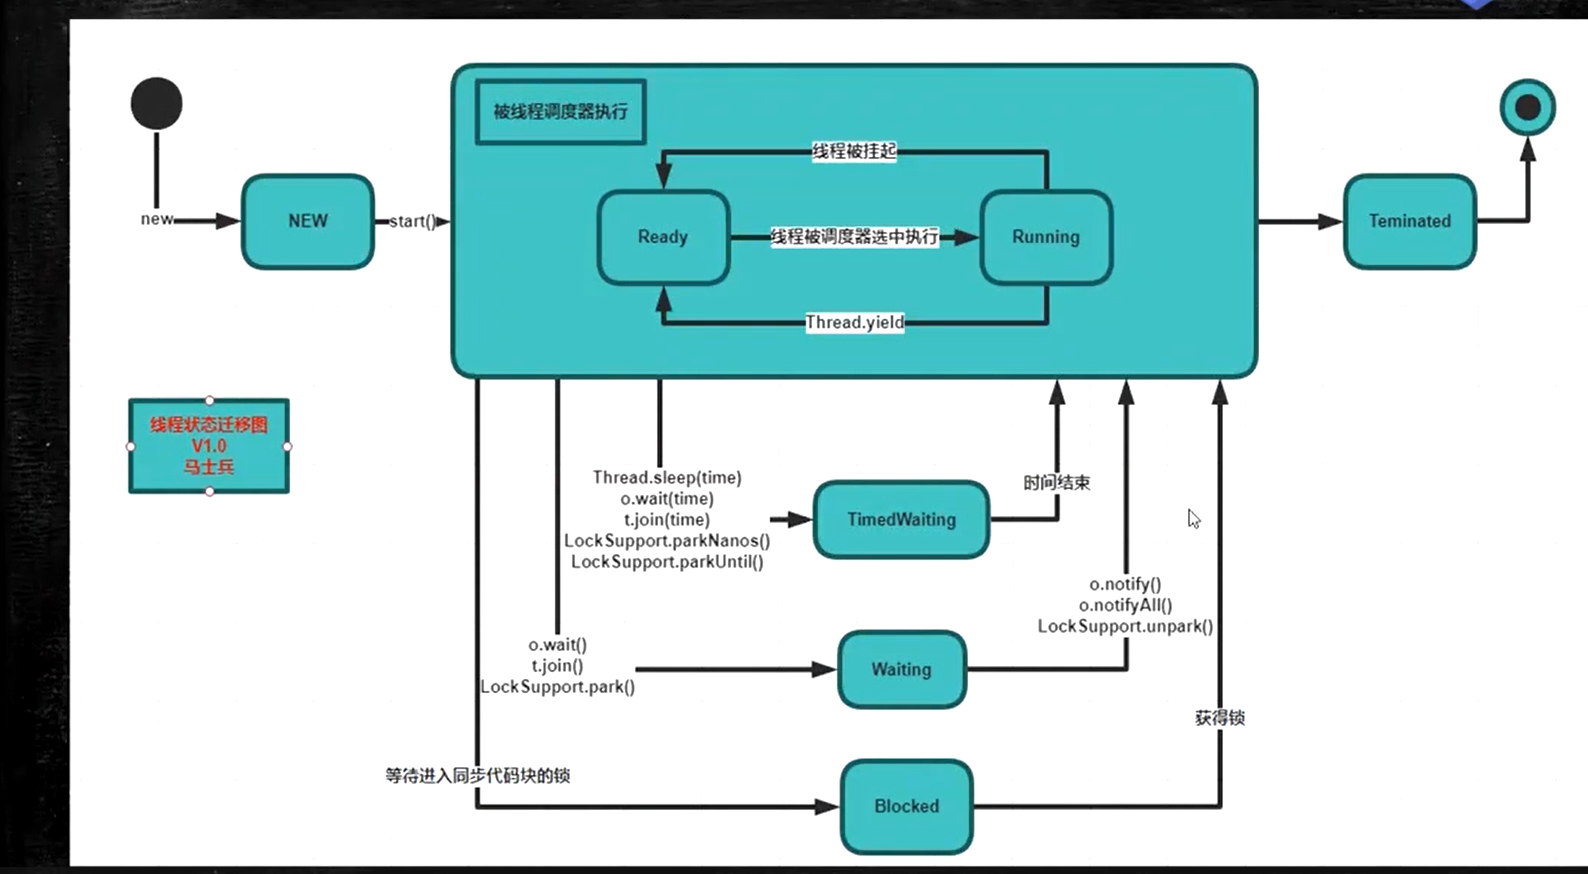 被线程调度器执行
线程被挂起
new
NEW
start()
Ready
线程被调度器选中执行
Running
Teminated
Thread.yield
线程状态迁移图
V1.0
马士兵
Thread.sleep(time)
o.wait(time)
t.join(time)
LockSupport.parkNanos()
LockSupport.parkUntil()
TimedWaiting
时间结束
o.notify()
o.notifyAll()
LockSupport.unpark()
o.wait()
t.join()
LockSupport.park()
Waiting
获得锁
等待进入同步代码块的锁
Blocked